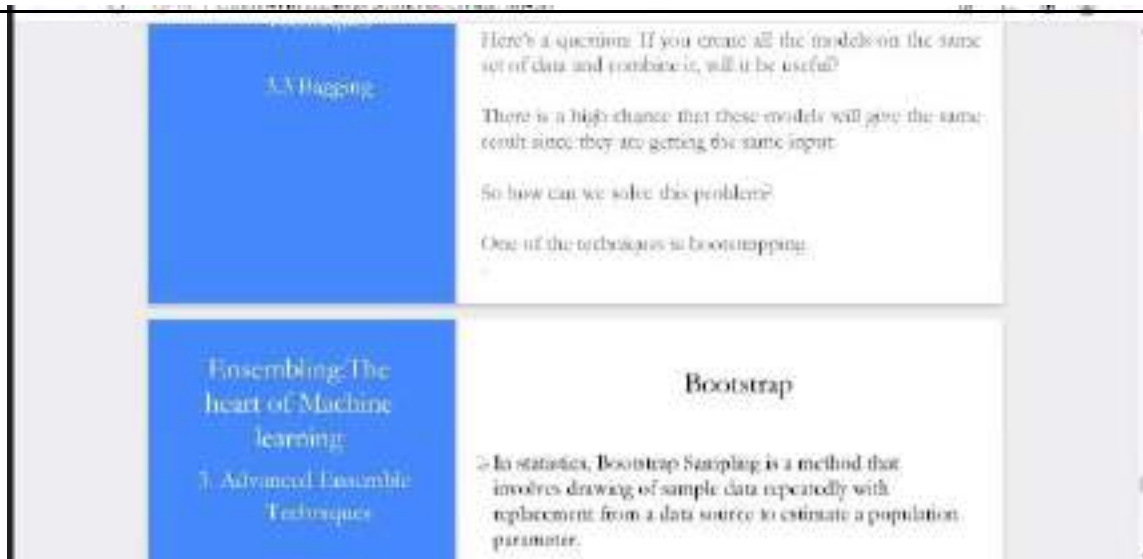 3.3 Bagging
Here's a question: If you create all the models on the same
set of data and combine it, will it be useful?
There is a high chance that these models will give the same
result since they are getting the same input
So how can we solve this problem?
One of the techniques is bootstrapping
Ensembling: The
heart of Machine
learning
3. Advanced Ensemble
Techniques
Bootstrap
In statistics, Bootstrap Sampling is a method that
involves drawing of sample data repeatedly with
replacement from a data source to estimate a population
parameter.